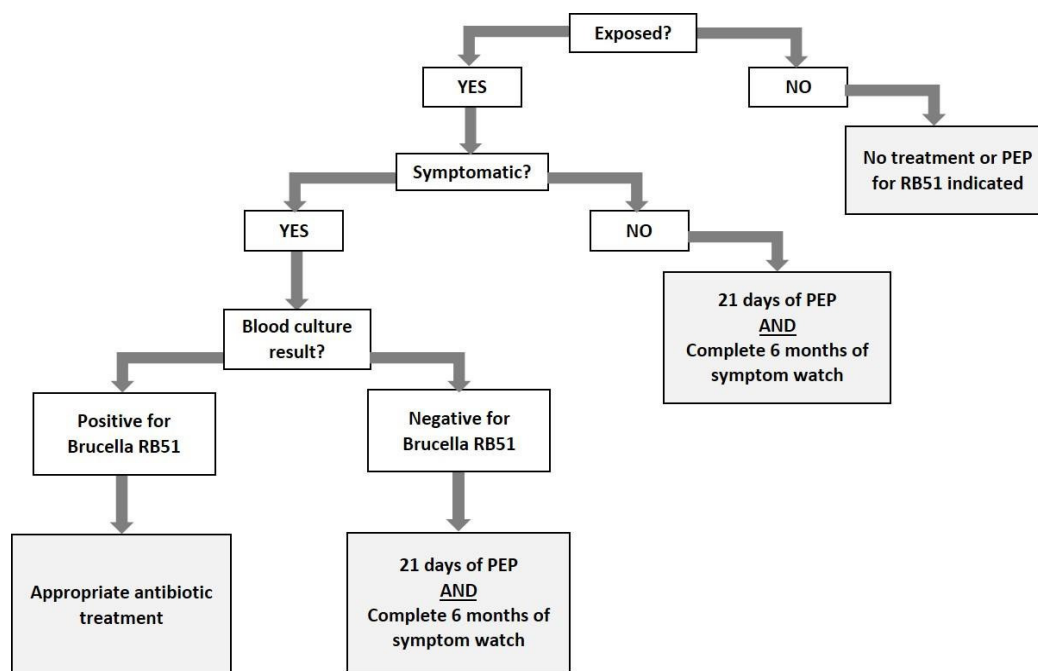 Exposed?
YES
NO
No treatment or PEP
for RB51 indicated
Symptomatic?
YES
NO
21 days of PEP
AND
Complete 6 months of
symptom watch
Blood culture
result?
Positive for
Brucella RB51
Negative for
Brucella RB51
Appropriate antibiotic
treatment
21 days of PEP
AND
Complete 6 months of
symptom watch